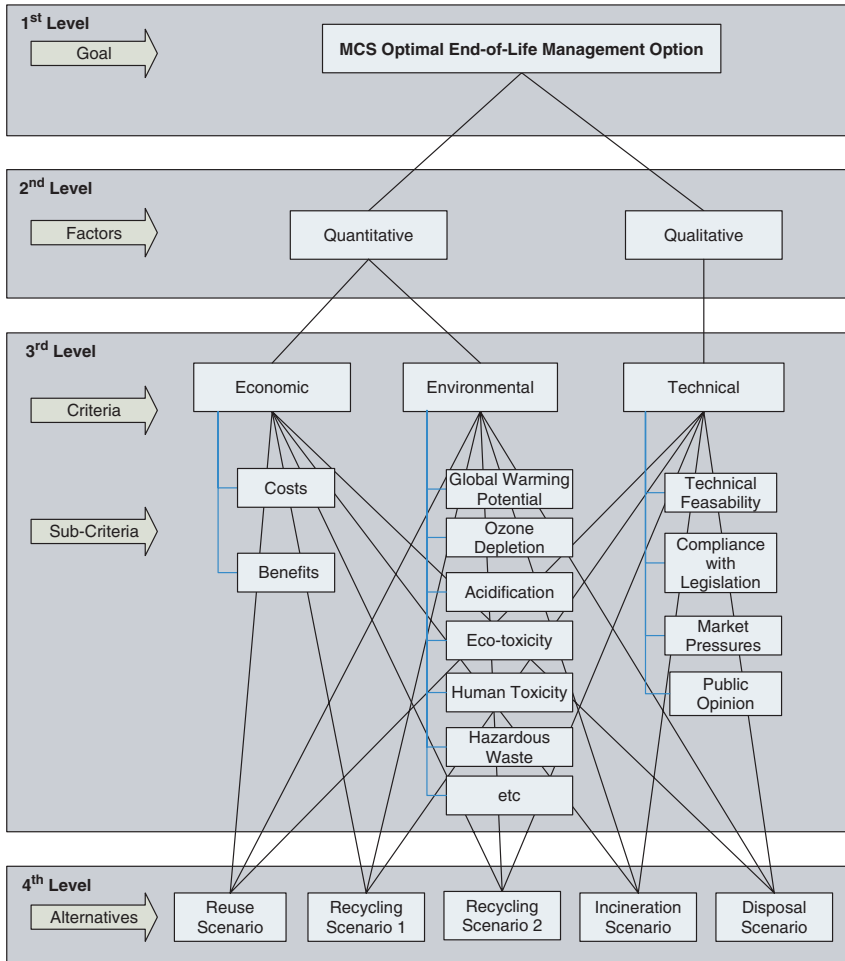 1st Level
Goal
MCS Optimal End-of-Life Management Option
2nd Level
Factors
Quantitative
Qualitative
3rd Level
Criteria
Economic
Environmental
Technical
Sub-Criteria
Costs
Benefits
Global Warming
Potential
Ozone
Depletion
Acidification
Eco-toxicity
Human Toxicity
Hazardous
Waste
etc
Technical
Feasability
Compliance
with
Legislation
Market
Pressures
Public
Opinion
4th Level
Alternatives
Reuse
Scenario
Recycling
Scenario 1
Recycling
Scenario 2
Incineration
Scenario
Disposal
Scenario